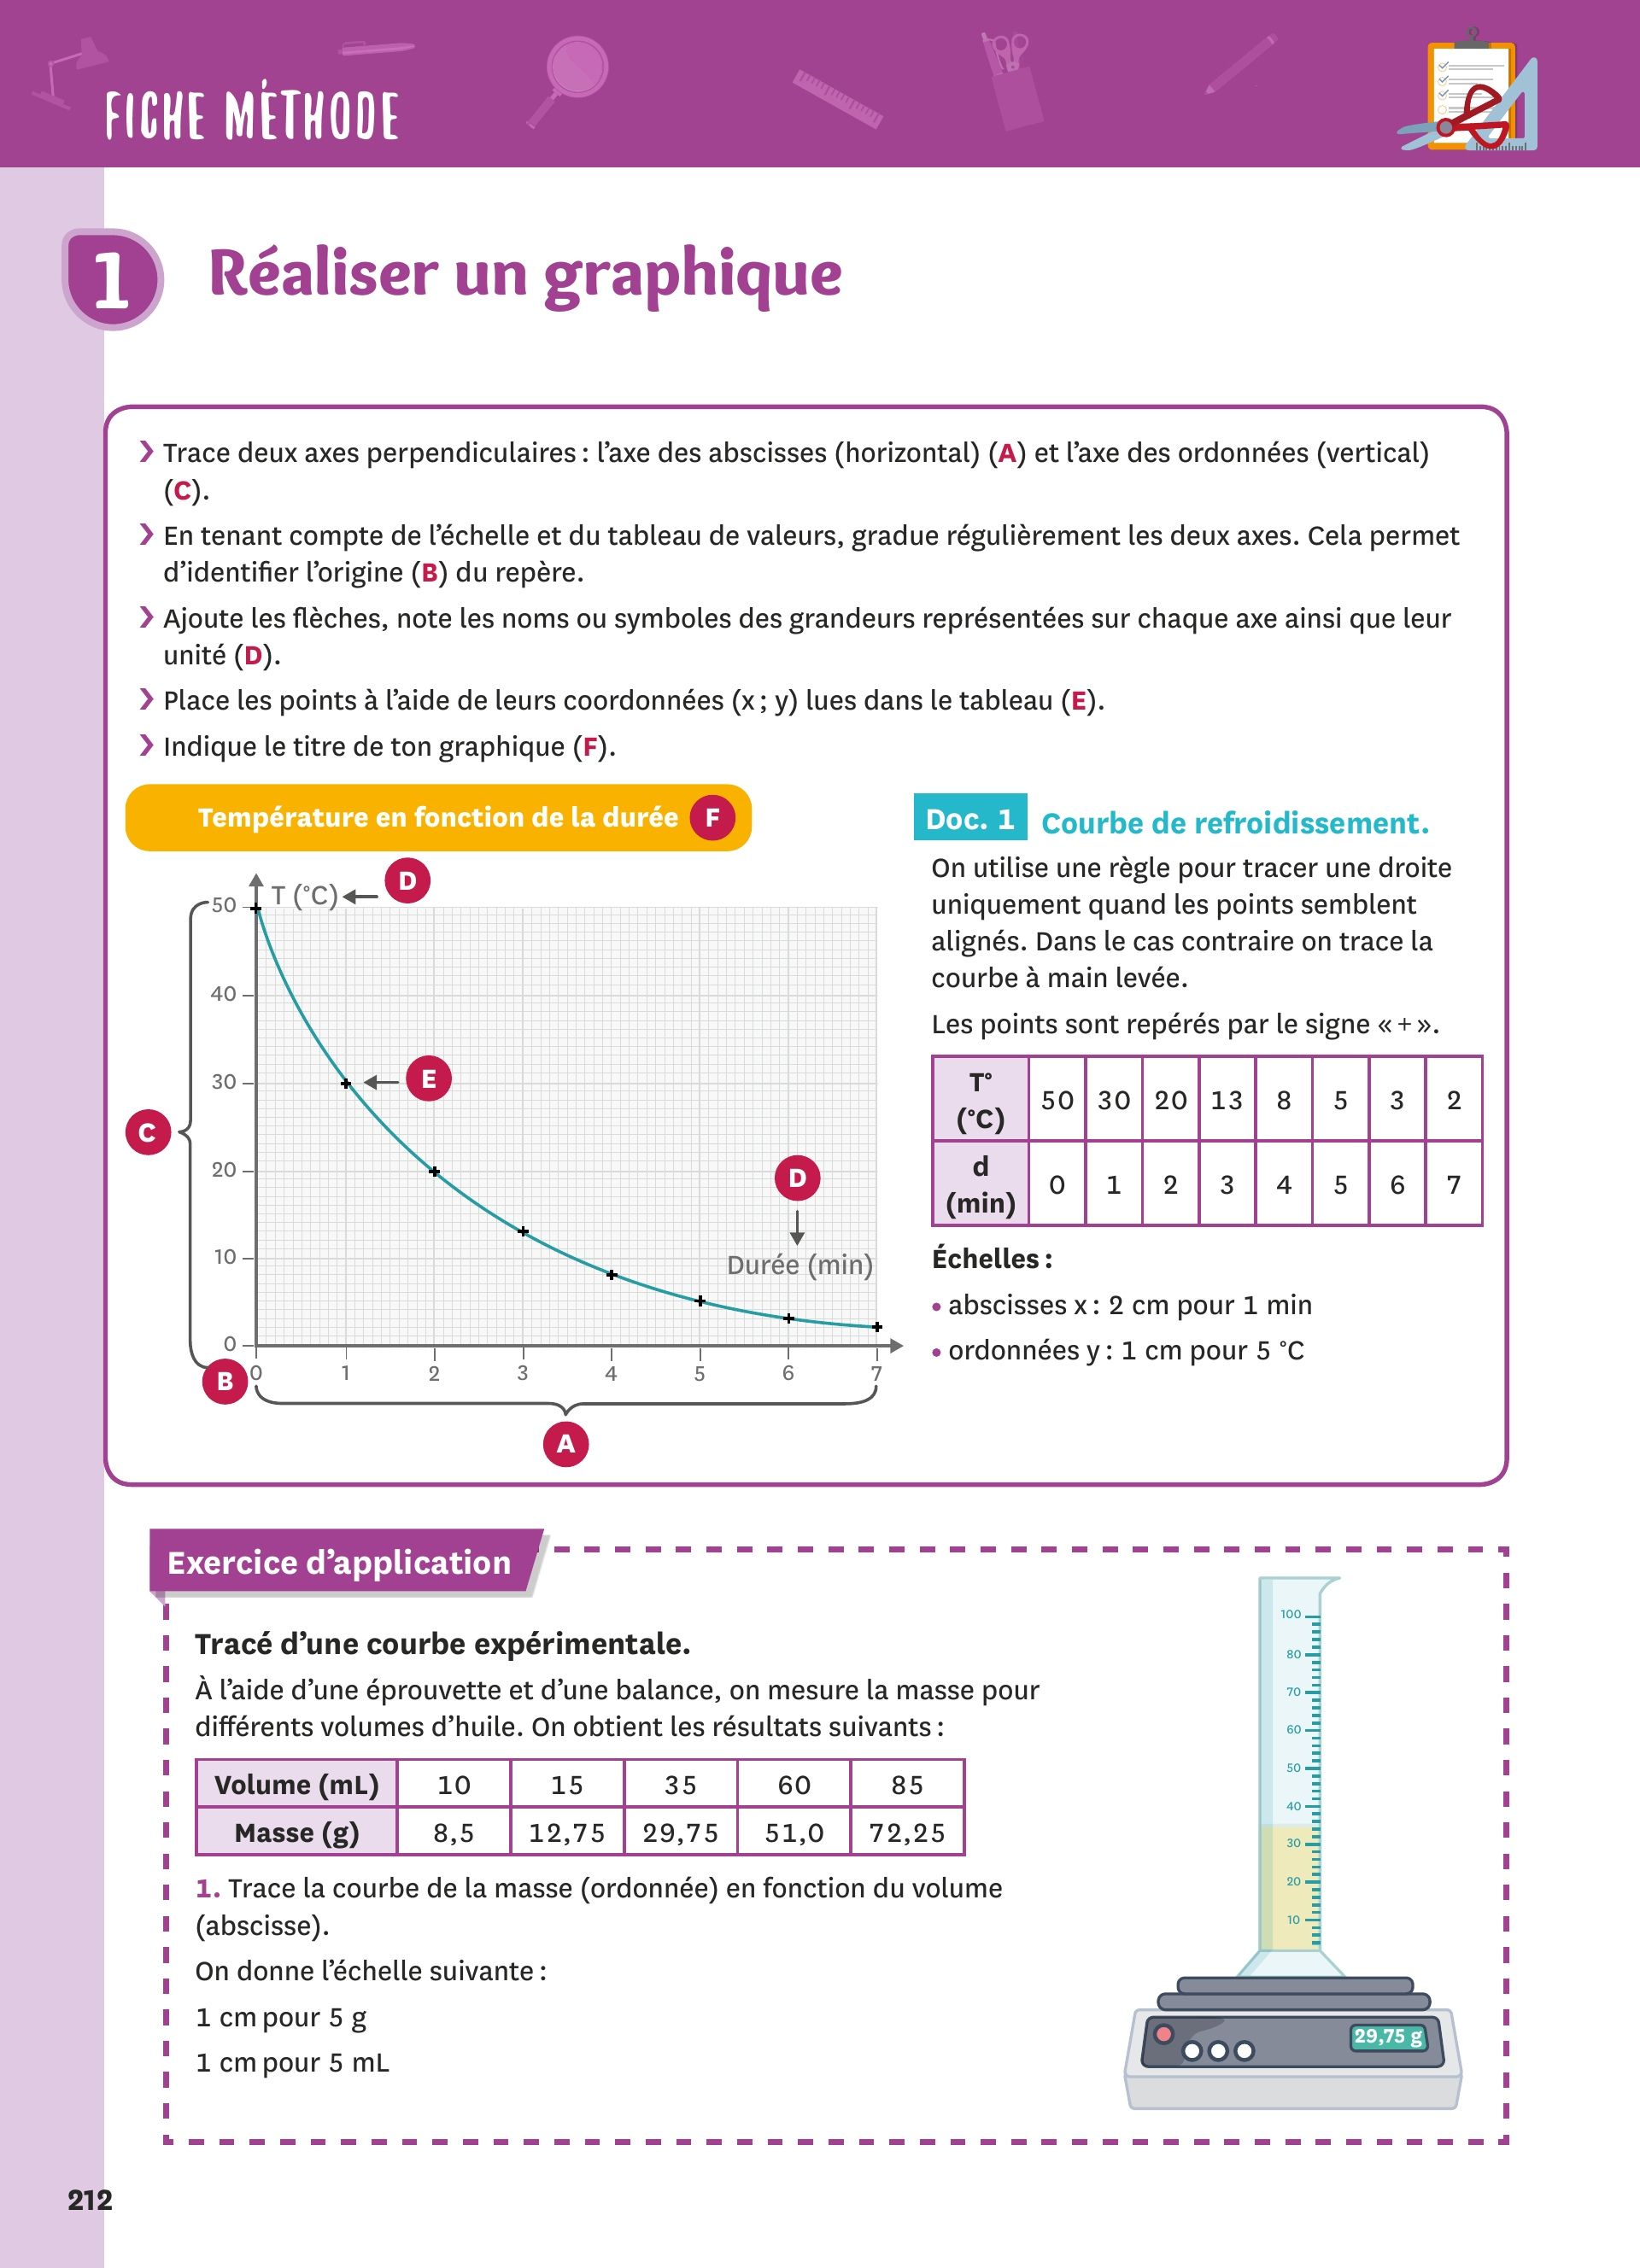 FICHE MÉTHODE
1 Réaliser un graphique
❯ Trace deux axes perpendiculaires : l’axe des abscisses (horizontal) (A) et l’axe des ordonnées (vertical)
(C).
❯ En tenant compte de l’échelle et du tableau de valeurs, gradue régulièrement les deux axes. Cela permet
d’identifier l’origine (B) du repère.
❯ Ajoute les flèches, note les noms ou symboles des grandeurs représentées sur chaque axe ainsi que leur
unité (D).
❯ Place les points à l’aide de leurs coordonnées (x ; y) lues dans le tableau (E).
❯ Indique le titre de ton graphique (F).
Température en fonction de la durée F
T (°C) D
50
40
30
20
10
0
E
C
D
Durée (min)
B
0 1 2 3 4 5 6 7
A
Doc. 1 Courbe de refroidissement.
On utilise une règle pour tracer une droite
uniquement quand les points semblent
alignés. Dans le cas contraire on trace la
courbe à main levée.
Les points sont repérés par le signe « + ».
T° (°C) 50 30 20 13 8 5 3 2
d (min) 0 1 2 3 4 5 6 7
Échelles :
• abscisses x : 2 cm pour 1 min
• ordonnées y : 1 cm pour 5 °C
Exercice d’application
Tracé d’une courbe expérimentale.
À l’aide d’une éprouvette et d’une balance, on mesure la masse pour
différents volumes d’huile. On obtient les résultats suivants :
Volume (mL) 10 15 35 60 85
Masse (g) 8,5 12,75 29,75 51,0 72,25
1. Trace la courbe de la masse (ordonnée) en fonction du volume
(abscisse).
On donne l’échelle suivante :
1 cm pour 5 g
1 cm pour 5 mL
100
80
70
60
50
40
30
20
10
29,75 g
212